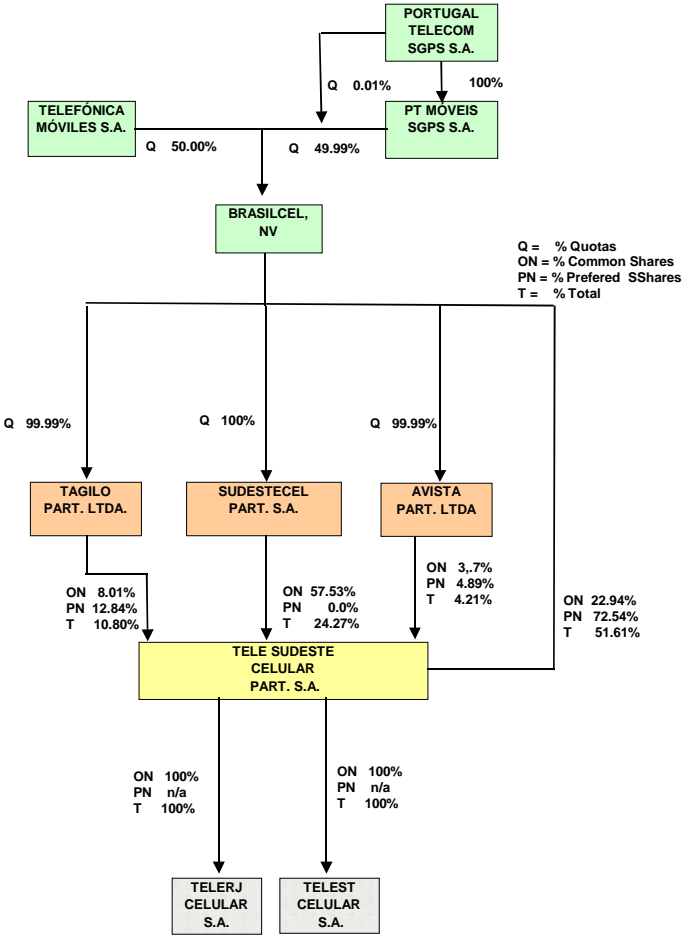 PORTUGAL
TELECOM
SGPS S.A.
Q 0.01%
100%
TELEFÓNICA
MÓVILES S.A.
PT MÓVEIS
SGPS S.A.
Q 50.00%
Q 49.99%
BRASILCEL,
NV
Q = % Quotas
ON = % Common Shares
PN = % Prefered SShares
T = % Total
Q 99.99%
Q 100%
Q 99.99%
TAGILO
PART. LTDA.
SUDESTECEL
PART. S.A.
AVISTA
PART. LTDA
ON 8.01%
PN 12.84%
T 10.80%
ON 57.53%
PN 0.0%
T 24.27%
ON 3,.7%
PN 4.89%
T 4.21%
ON 22.94%
PN 72.54%
T 51.61%
TELE SUDESTE
CELULAR
PART. S.A.
ON 100%
PN n/a
T 100%
ON 100%
PN n/a
T 100%
TELERJ
CELULAR
S.A.
TELEST
CELULAR
S.A.